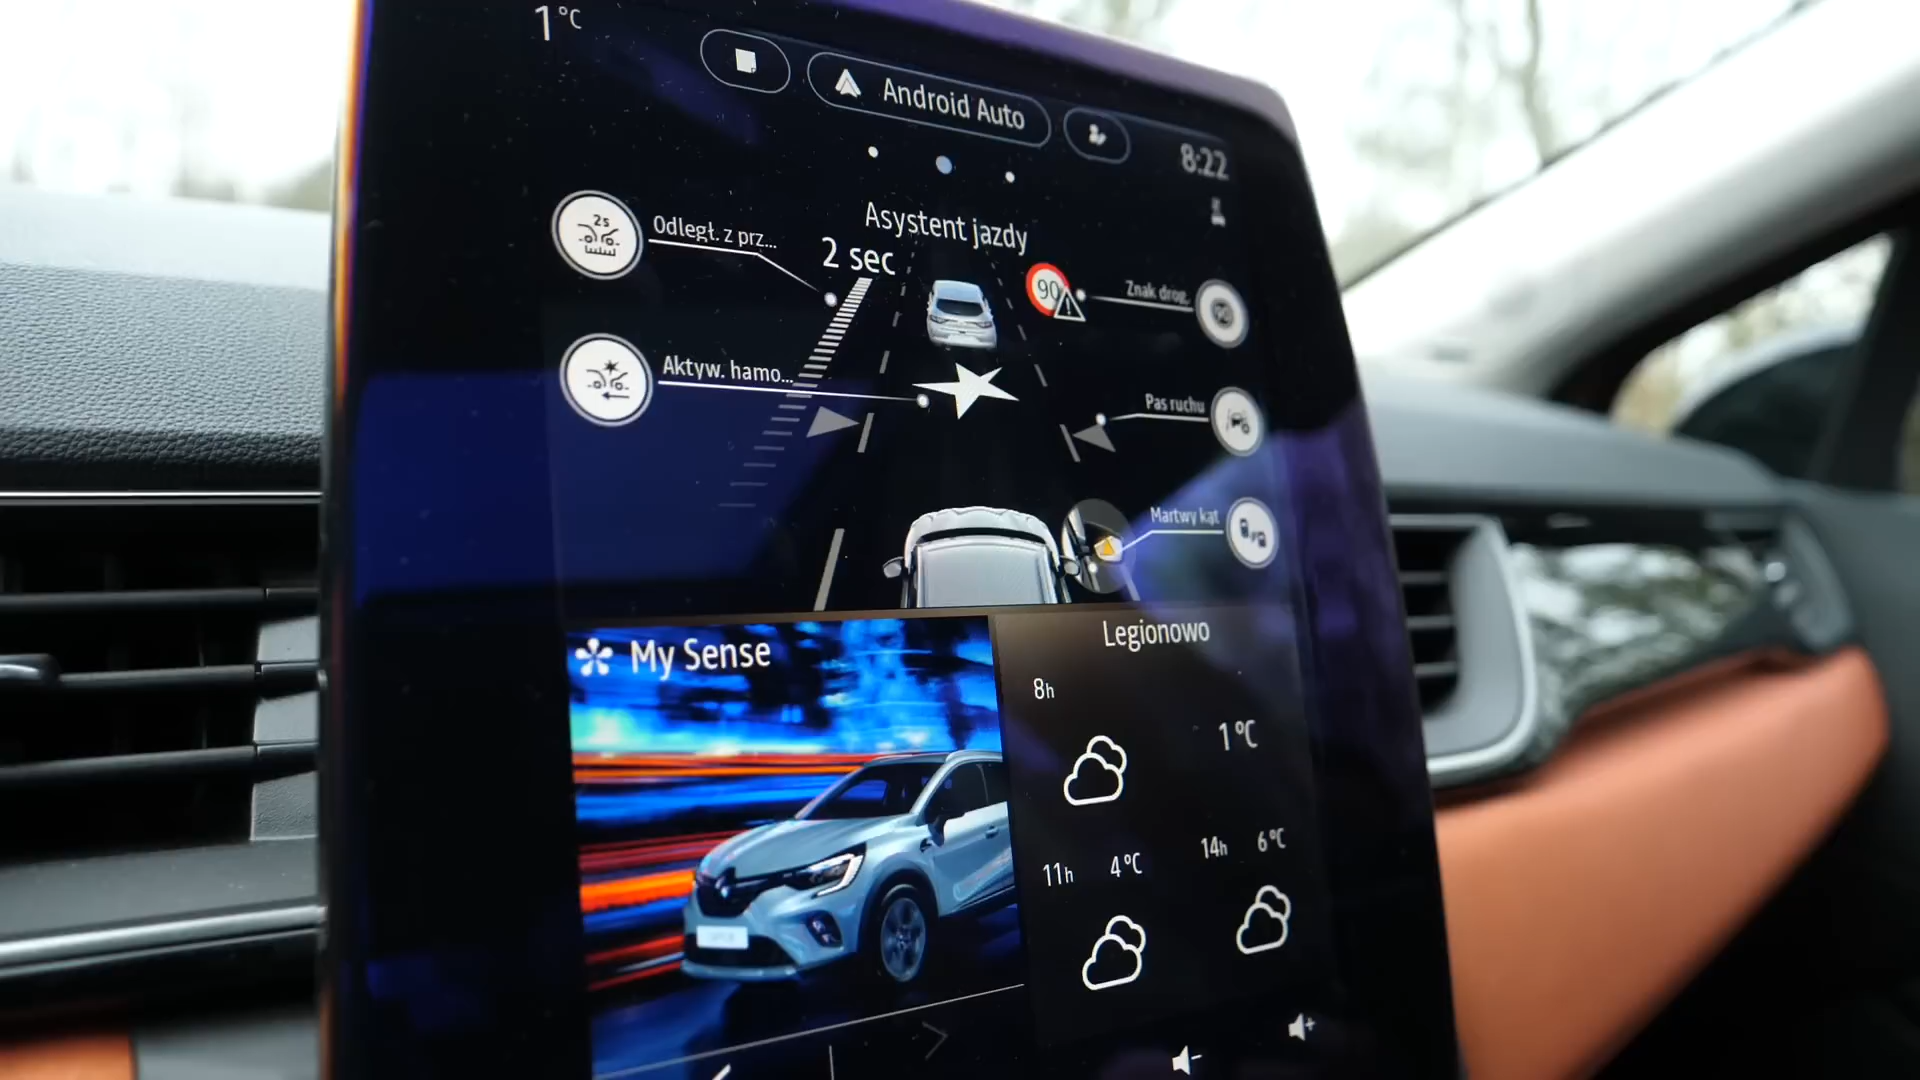 1°C
Android Auto
8:22
Asystent jazdy
2s
Odległ. z prz...
2 sec
90
Znak drog.
Aktyw. hamo...
Pas ruchu
Martwy kąt
My Sense
Legionowo
8h
1°C
11h 4°C
14h 6°C